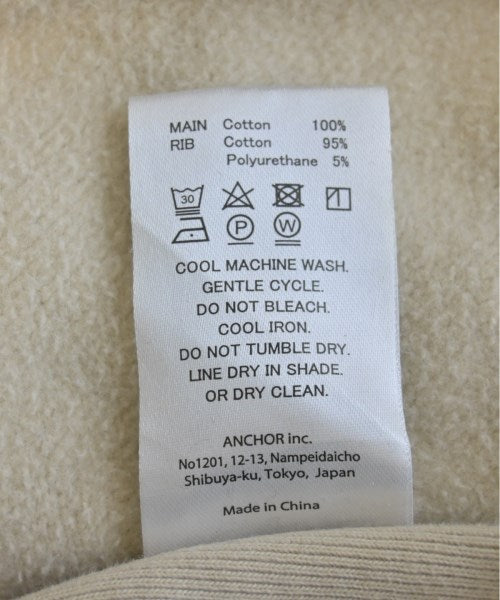 MAIN Cotton 100%
RIB Cotton 95%
Polyurethane 5%
30
P W
COOL MACHINE WASH.
GENTLE CYCLE.
DO NOT BLEACH.
COOL IRON.
DO NOT TUMBLE DRY.
LINE DRY IN SHADE.
OR DRY CLEAN.
ANCHOR inc.
No1201, 12-13, Nampeidaicho
Shibuya-ku, Tokyo, Japan
Made in China